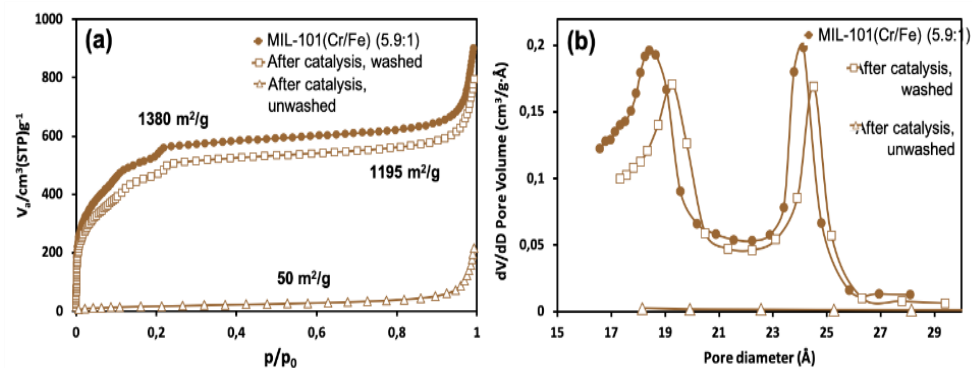 (a)
MIL-101(Cr/Fe) (5.9:1)
After catalysis, washed
After catalysis,
unwashed
1380 m²/g
1195 m²/g
50 m²/g
Vₐ/cm³(STP)g⁻¹
1000
800
600
400
200
0
0
0,2
0,4
0,6
0,8
1
p/p₀
(b)
MIL-101(Cr/Fe) (5.9:1)
After catalysis,
washed
After catalysis,
unwashed
dV/dD Pore Volume (cm³/g·Å)
0,2
0,15
0,1
0,05
0
15
17
19
21
23
25
27
29
Pore diameter (Å)